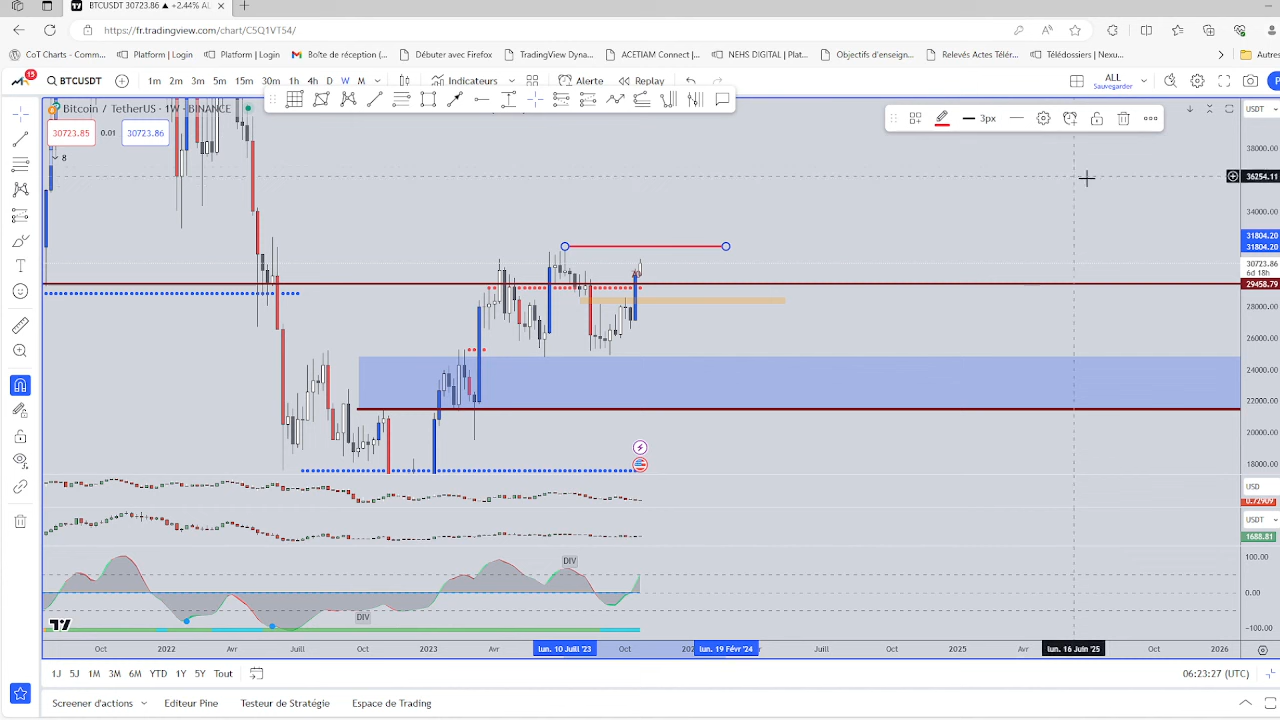 BTCUSDT 30723.86 ▲ +2.44% AL
https://fr.tradingview.com/chart/C5Q1VT54/
CoT Charts - Comm...
Platform | Login
Platform | Login
Boîte de réception (...
Débuter avec Firefox
TradingView Dyna...
ACETIAM Connect |...
NEHS DIGITAL | Plat...
Objectifs d'enseign...
Relevés Actes Télér...
Télédossiers | Nexu...
Autres
15
BTCUSDT
1m 2m 3m 5m 15m 30m 1h 4h D W M
Indicateurs
Alerte
Replay
ALL
Sauvegarder
Bitcoin / TetherUS - 1W - BINANCE
3px
USDT
30723.85
0.01
30723.86
8
38000.00
36254.11
34000.00
31804.20
31804.20
30723.86
6d 18h
29458.79
28000.00
26000.00
24000.00
22000.00
20000.00
18000.00
USD
0.72909
USDT
1688.81
DIV
DIV
100.00
0.00
-100.00
Oct 2022 Avr Juill Oct 2023 Avr lun. 10 Juill '23 Oct lun. 19 Févr '24 Juill Oct 2025 Avr lun. 16 Juin '25 Oct 2026
1J 5J 1M 3M 6M YTD 1Y 5Y Tout
06:23:27 (UTC)
Screener d'actions
Editeur Pine
Testeur de Stratégie
Espace de Trading